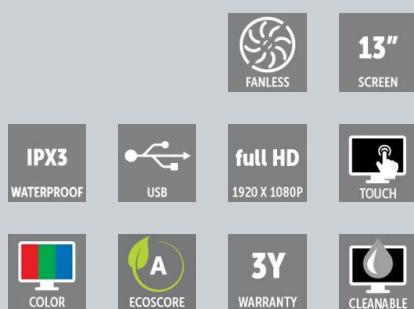 FANLESS
13"
SCREEN
IPX3
WATERPROOF
USB
full HD
1920 X 1080P
TOUCH
COLOR
A
ECOSCORE
3Y
WARRANTY
CLEANABLE